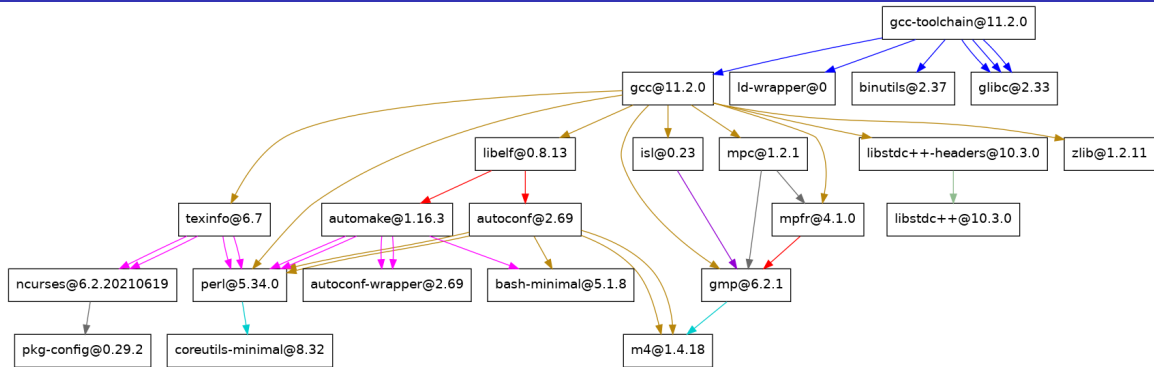 gcc-toolchain@11.2.0
gcc@11.2.0
ld-wrapper@0
binutils@2.37
glibc@2.33
libelf@0.8.13
isl@0.23
mpc@1.2.1
libstdc++-headers@10.3.0
zlib@1.2.11
texinfo@6.7
automake@1.16.3
autoconf@2.69
mpfr@4.1.0
libstdc++@10.3.0
ncurses@6.2.20210619
perl@5.34.0
autoconf-wrapper@2.69
bash-minimal@5.1.8
gmp@6.2.1
pkg-config@0.29.2
coreutils-minimal@8.32
m4@1.4.18